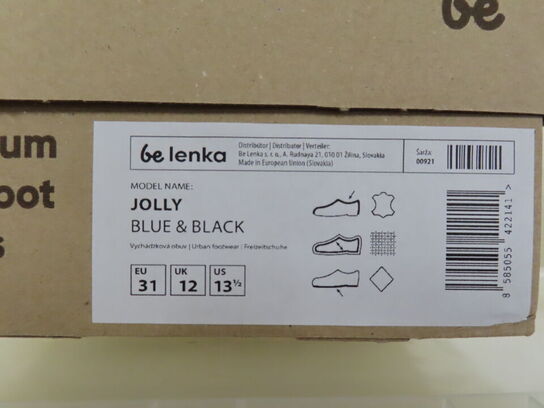 be
um
oot
s
be lenka
Distribútor | Distributor | Verteiler:
Be Lenka s. r. o., A. Rudnaya 21, 010 01 Žilina, Slovakia
Made in European Union (Slovakia)
Šarža:
00921
MODEL NAME:
JOLLY
BLUE & BLACK
Vychádzková obuv | Urban footwear | Freizeitschuhe
EU UK US
31 12 13½
8 585055 422141 >